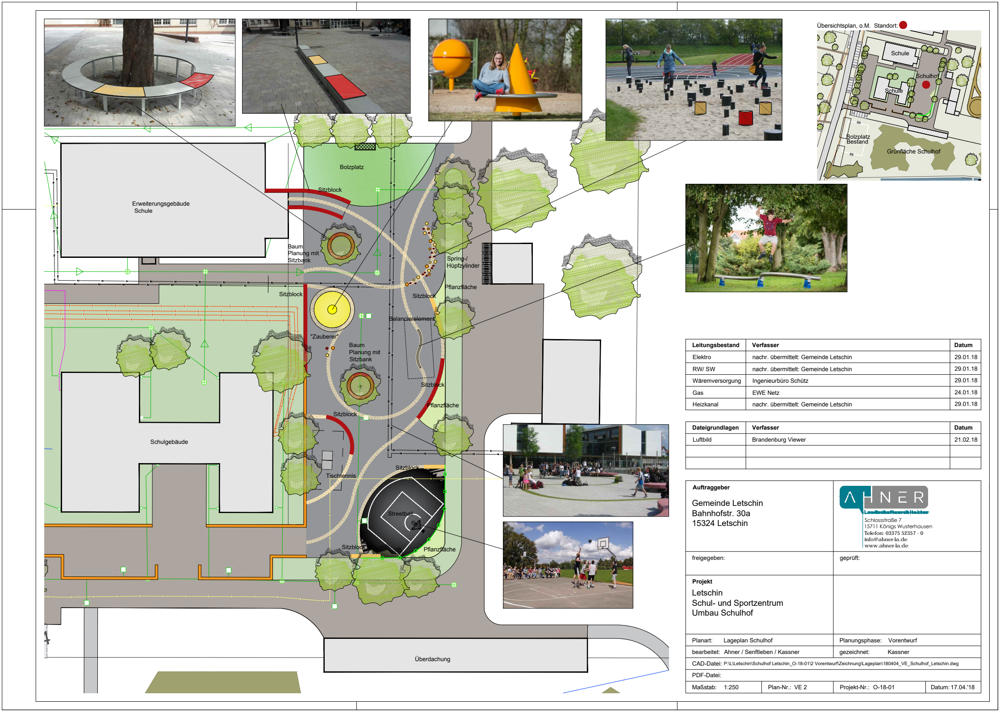 Übersichtsplan, o.M. Standort:
Schule
Schulhof
Schule
Bolzplatz
Bestand
Grünfläche Schulhof
Bolzplatz
Sitzblock
Erweiterungsgebäude
Schule
Baum
Planung mit
Sitzbank
Spring-/
Hüpfzylinder
Pflanzfläche
Sitzblock
Sitzblock
Balancierelement
"Zauberer"
Baum
Planung mit
Sitzbank
Sitzblock
Pflanzfläche
Sitzblock
Schulgebäude
Sitzblock
Tischtennis
Streetball
Sitzblock
Pflanzfläche
Überdachung
Leitungsbestand Verfasser Datum
Elektro nachr. übermittelt: Gemeinde Letschin 29.01.18
RW/ SW nachr. übermittelt: Gemeinde Letschin 29.01.18
Wäremversorgung Ingenieurbüro Schütz 29.01.18
Gas EWE Netz 24.01.18
Heizkanal nachr. übermittelt: Gemeinde Letschin 29.01.18
Dateigrundlagen Verfasser Datum
Luftbild Brandenburg Viewer 21.02.18
Auftraggeber
Gemeinde Letschin
Bahnhofstr. 30a
15324 Letschin
AHNER
Landschaftsarchitektur
Schlossstraße 7
15711 Königs Wusterhausen
Telefon: 03375 52357 - 0
info@ahner-la.de
www.ahner-la.de
freigegeben: geprüft:
Projekt
Letschin
Schul- und Sportzentrum
Umbau Schulhof
Planart: Lageplan Schulhof Planungsphase: Vorentwurf
bearbeitet: Ahner / Senftleben / Kassner gezeichnet: Kassner
CAD-Datei: P:\L\Letschin\Schulhof Letschin_O-18-01\2 Vorentwurf\Zeichnung\Lageplan\180404_VE_Schulhof_Letschin.dwg
PDF-Datei:
Maßstab: 1:250 Plan-Nr.: VE 2 Projekt-Nr.: O-18-01 Datum: 17.04.'18